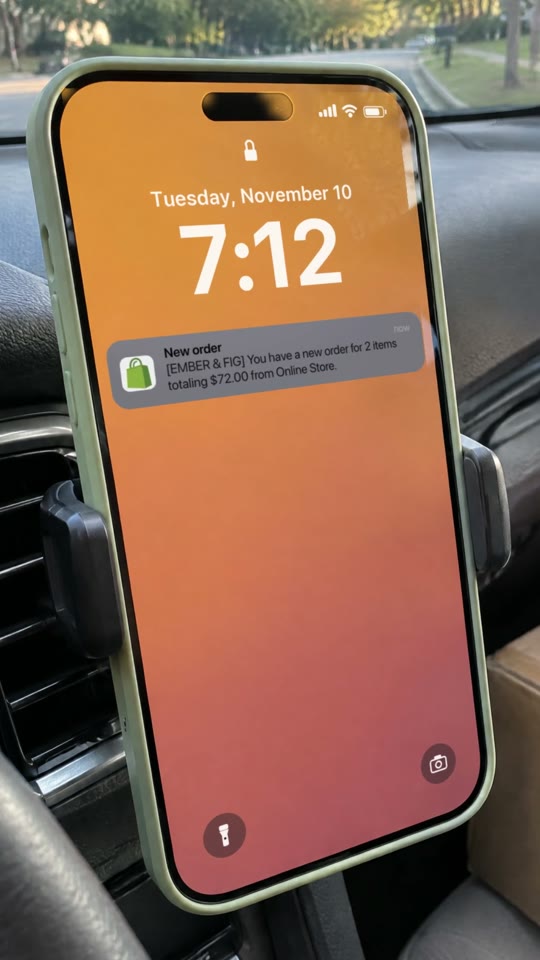 Tuesday, November 10
7:12
New order
now
[EMBER & FIG] You have a new order for 2 items
totaling $72.00 from Online Store.